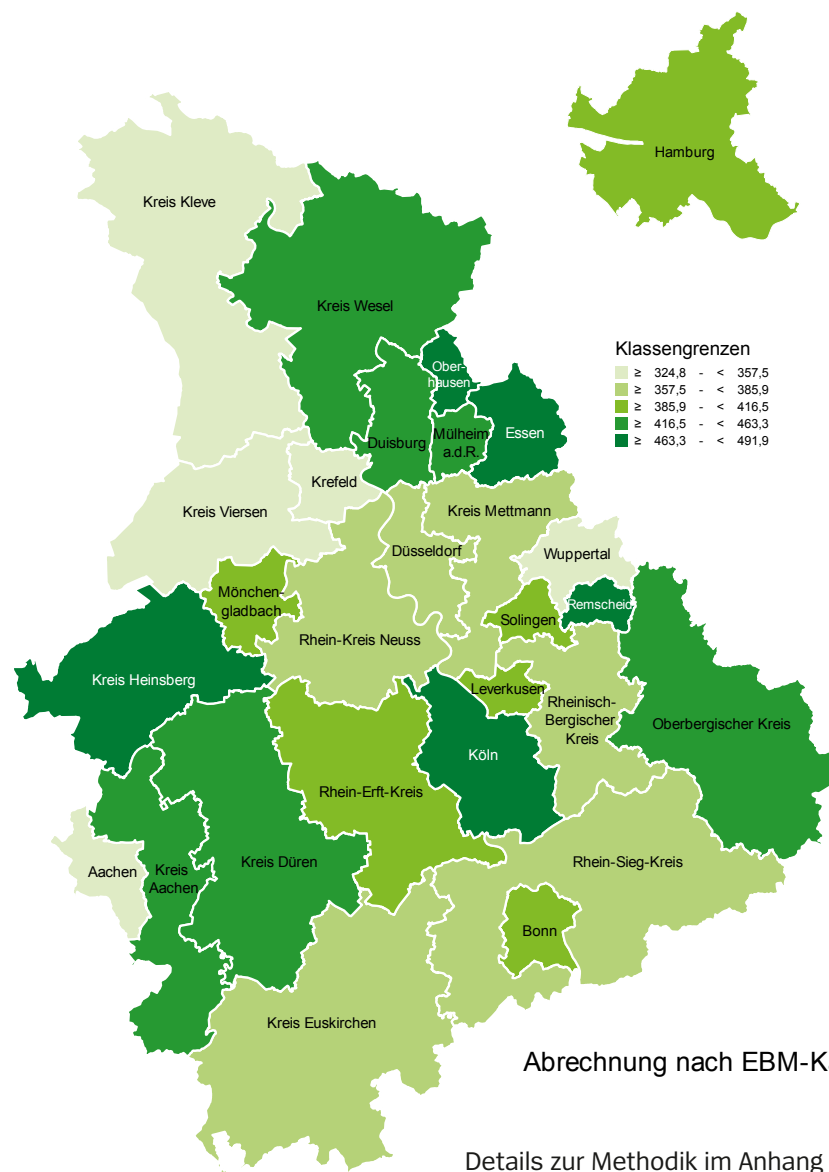 Hamburg
Kreis Kleve
Kreis Wesel
Klassengrenzen
≥ 324,8 - < 357,5
≥ 357,5 - < 385,9
≥ 385,9 - < 416,5
≥ 416,5 - < 463,3
≥ 463,3 - < 491,9
Ober-
hausen
Duisburg
Mülheim
a.d.R.
Essen
Krefeld
Kreis Viersen
Kreis Mettmann
Düsseldorf
Wuppertal
Mönchen-
gladbach
Remscheid
Solingen
Rhein-Kreis Neuss
Kreis Heinsberg
Leverkusen
Rheinisch-
Bergischer
Kreis
Oberbergischer Kreis
Köln
Rhein-Erft-Kreis
Aachen
Kreis
Aachen
Kreis Düren
Rhein-Sieg-Kreis
Bonn
Kreis Euskirchen
Abrechnung nach EBM-K
Details zur Methodik im Anhang